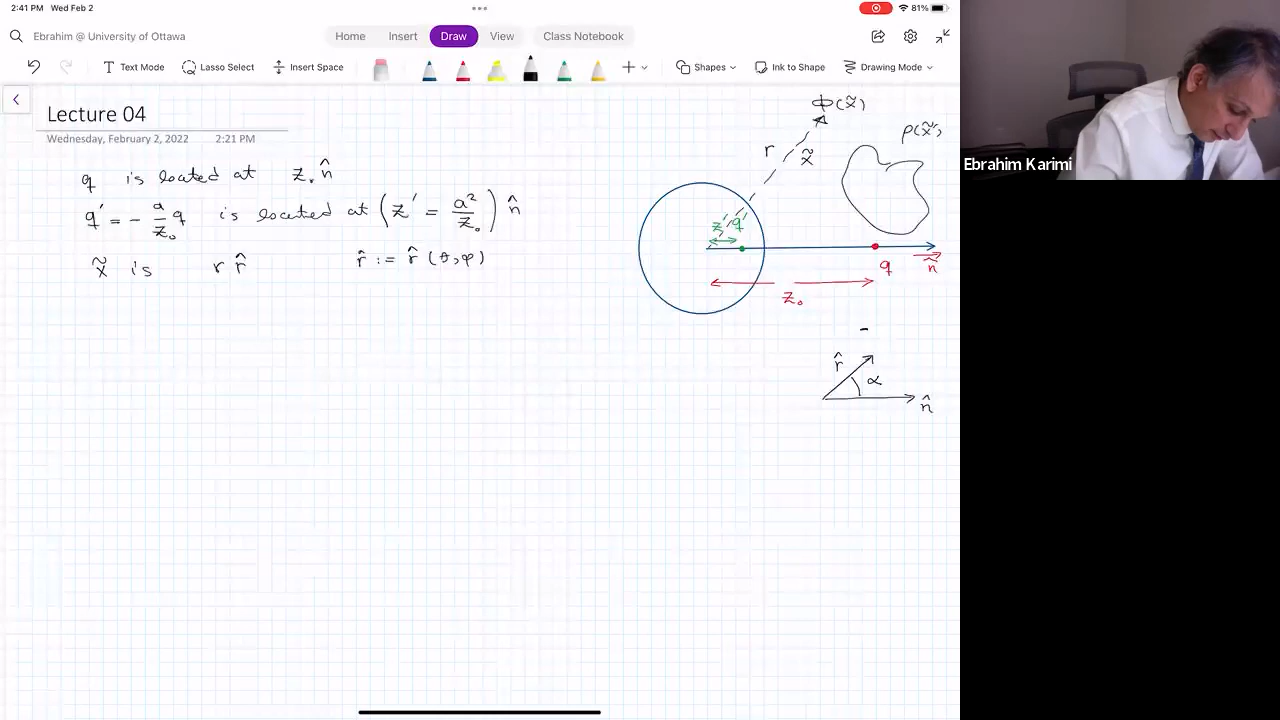 2:41 PM Wed Feb 2
81%
Ebrahim @ University of Ottawa
Home Insert Draw View Class Notebook
Text Mode Lasso Select Insert Space Shapes Ink to Shape Drawing Mode
Lecture 04
Wednesday, February 2, 2022 2:21 PM
q is located at z₀ n̂
q′ = - a/z₀ q is located at (z′ = a²/z₀) n̂
x̃ is r r̂ r̂ := r̂ (θ, φ)
Φ(x̃)
ρ(x̃′)
r
x̃
z′ q′
q
n̄
z₀
r̂
α
n̂
Ebrahim Karimi